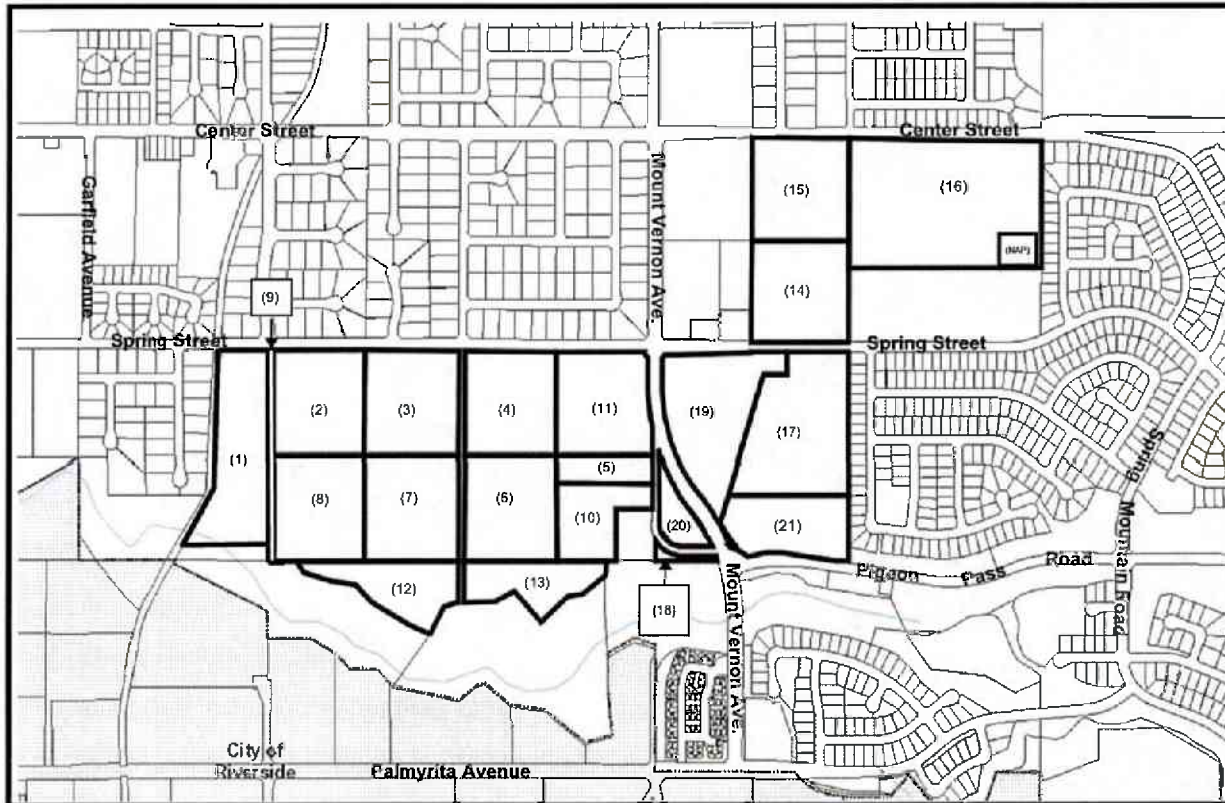 Center Street
Center Street
Garfield Avenue
Mount Vernon Ave.
(15)
(16)
(NAP)
(9)
(14)
Spring Street
Spring Street
(1)
(2)
(3)
(4)
(11)
(19)
(17)
(5)
(8)
(7)
(6)
(10)
(20)
(21)
Spring Mountain Road
(12)
(13)
(18)
Pigeon Pass Road
Mount Vernon Ave.
City of
Riverside
Palmyrita Avenue